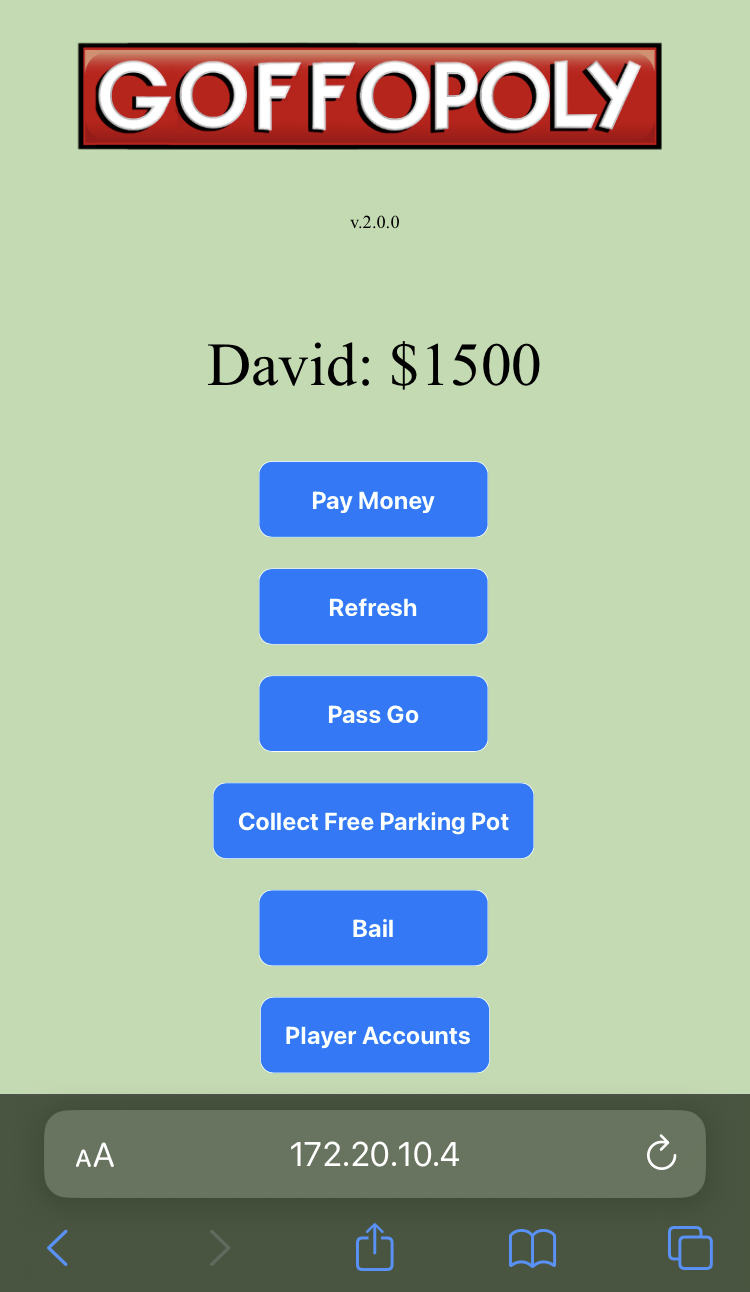 GOFFOPOLY
v.2.0.0
David: $1500
Pay Money
Refresh
Pass Go
Collect Free Parking Pot
Bail
Player Accounts
AA 172.20.10.4